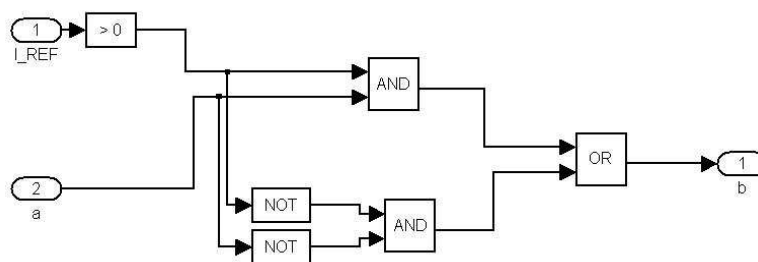 1
> 0
I_REF
AND
OR
1
b
2
a
NOT
AND
NOT